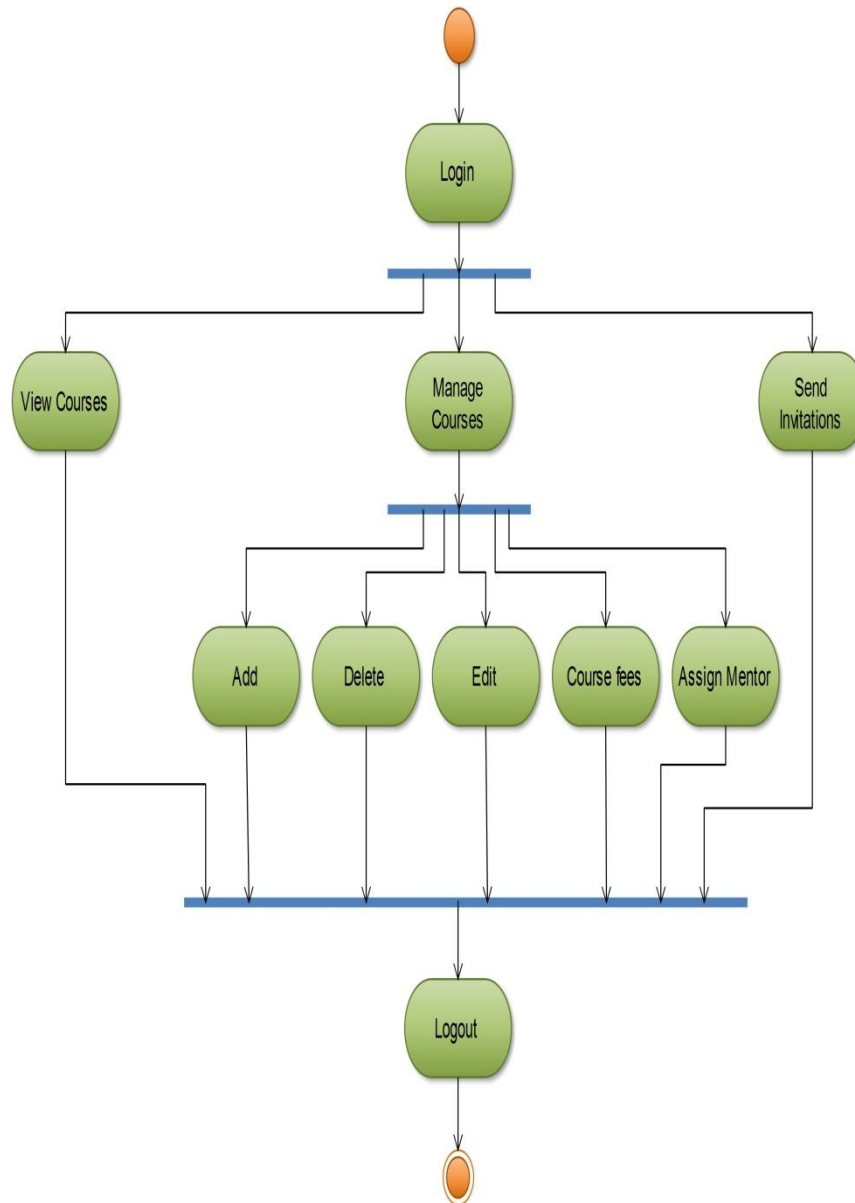 Login
View Courses
Manage
Courses
Send
Invitations
Add
Delete
Edit
Course fees
Assign Mentor
Logout